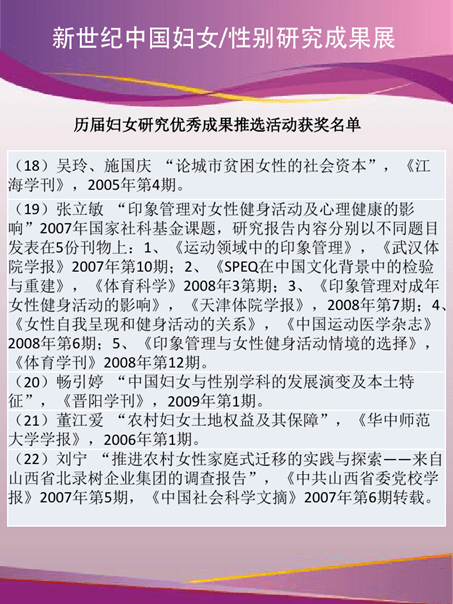 新世纪中国妇女/性别研究成果展
历届妇女研究优秀成果推选活动获奖名单
（18）吴玲、施国庆 “论城市贫困女性的社会资本”，《江
海学刊》，2005年第4期。
（19）张立敏 “印象管理对女性健身活动及心理健康的影
响”2007年国家社科基金课题，研究报告内容分别以不同题目
发表在5份刊物上：1、《运动领域中的印象管理》，《武汉体
院学报》2007年第10期；2、《SPEQ在中国文化背景中的检验
与重建》，《体育科学》2008年3第期；3、《印象管理对成年
女性健身活动的影响》，《天津体院学报》，2008年第7期；4、
《女性自我呈现和健身活动的关系》，《中国运动医学杂志》
2008年第6期；5、《印象管理与女性健身活动情境的选择》，
《体育学刊》2008年第12期。
（20）畅引婷 “中国妇女与性别学科的发展演变及本土特
征”，《晋阳学刊》，2009年第1期。
（21）董江爱 “农村妇女土地权益及其保障”，《华中师范
大学学报》，2006年第1期。
（22）刘宁 “推进农村女性家庭式迁移的实践与探索——来自
山西省北录树企业集团的调查报告”，《中共山西省委党校学
报》2007年第5期，《中国社会科学文摘》2007年第6期转载。